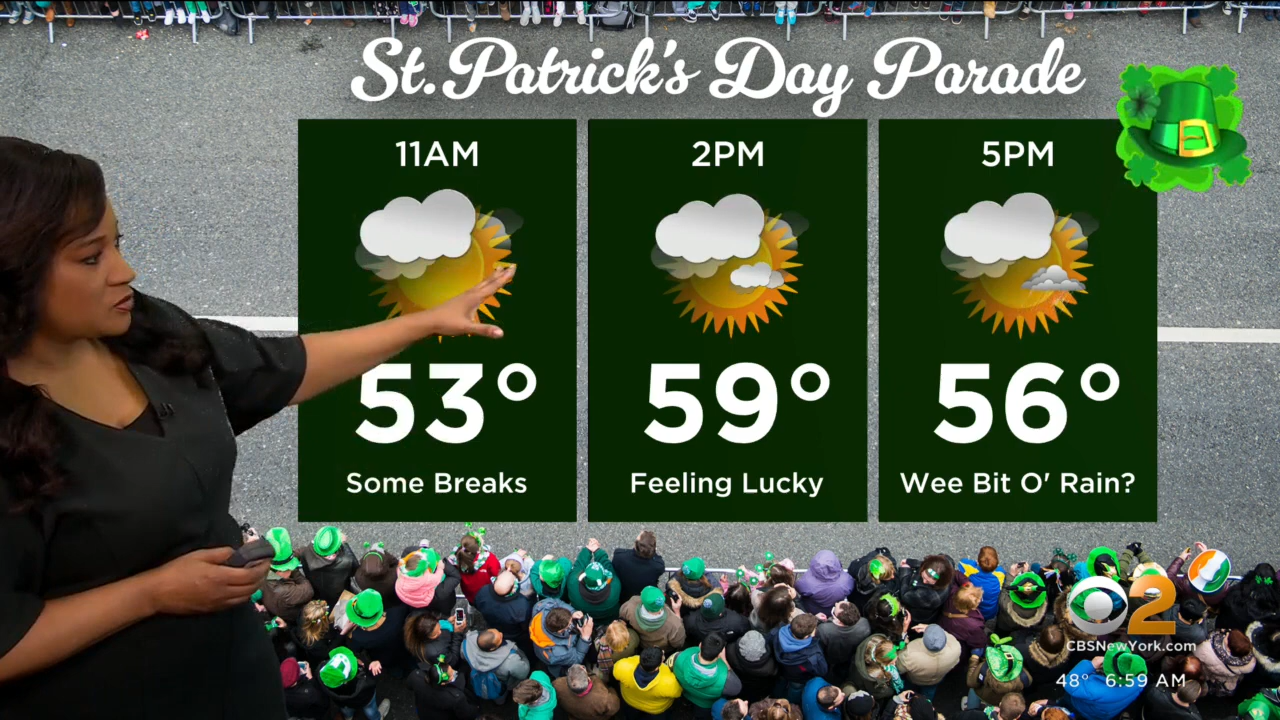 St. Patrick's Day Parade
11AM
53°
Some Breaks
2PM
59°
Feeling Lucky
5PM
56°
Wee Bit O' Rain?
2
CBSNewYork.com
48° 6:59 AM